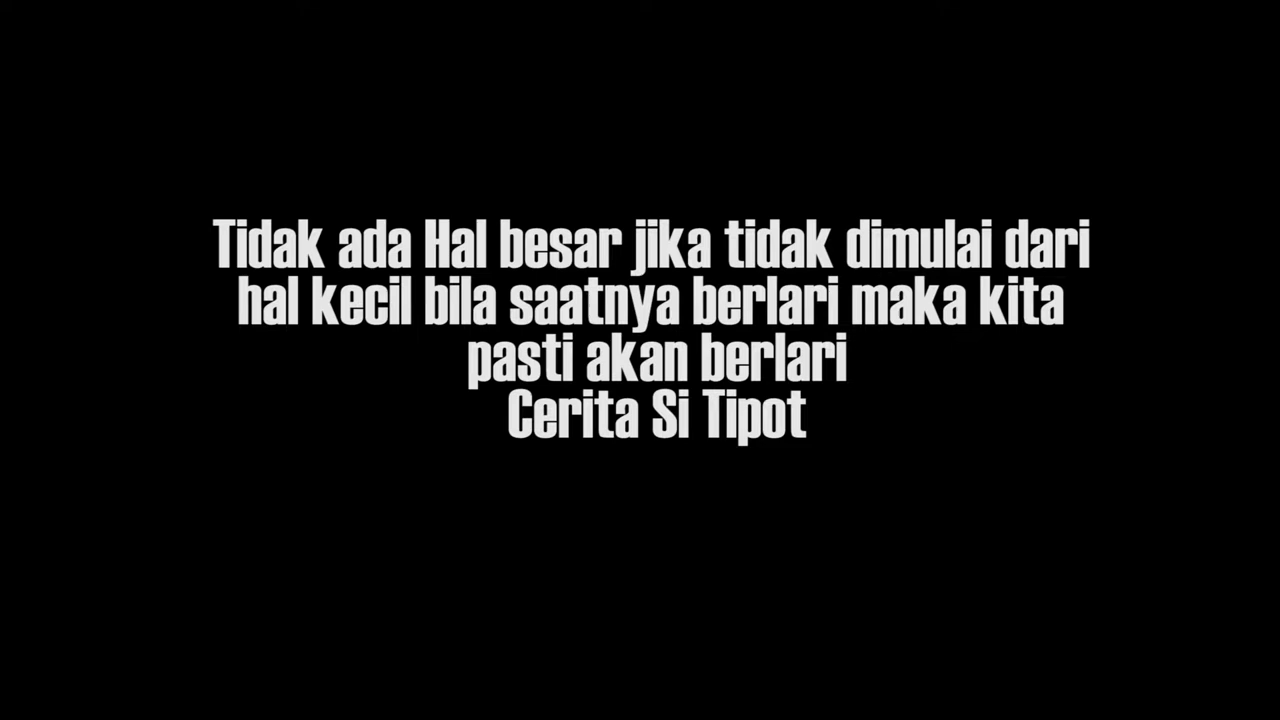 Tidak ada Hal besar jika tidak dimulai dari
hal kecil bila saatnya berlari maka kita
pasti akan berlari
Cerita Si Tipot